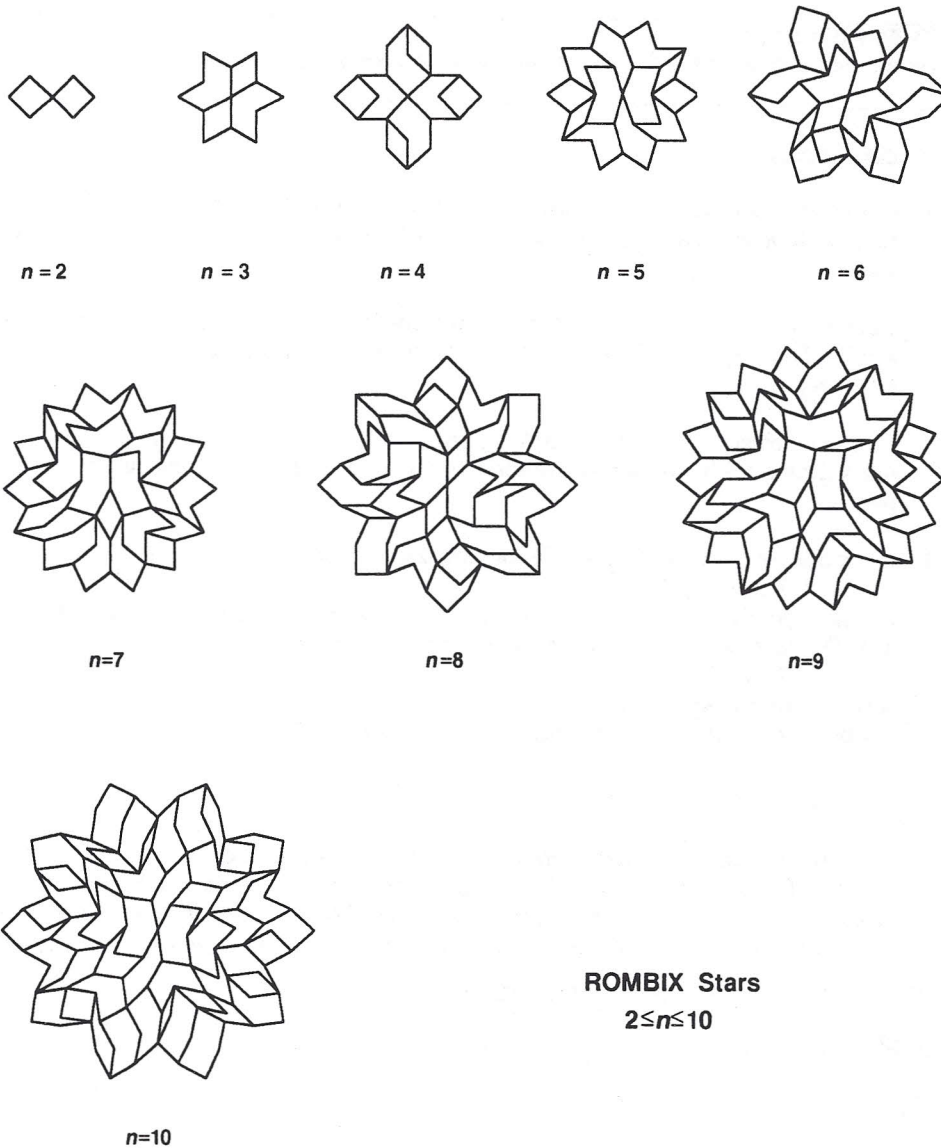 n = 2
n = 3
n = 4
n = 5
n = 6
n=7
n=8
n=9
ROMBIX Stars
2≤n≤10
n=10